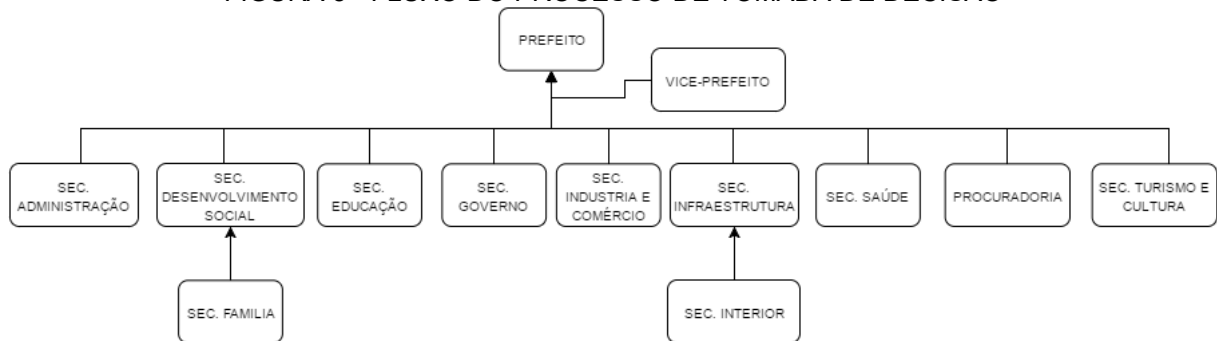 PREFEITO
VICE-PREFEITO
SEC.
ADMINISTRAÇÃO
SEC.
DESENVOLVIMENTO
SOCIAL
SEC.
EDUCAÇÃO
SEC.
GOVERNO
SEC.
INDUSTRIA E
COMÉRCIO
SEC.
INFRAESTRUTURA
SEC. SAÚDE
PROCURADORIA
SEC. TURISMO E
CULTURA
SEC. FAMILIA
SEC. INTERIOR